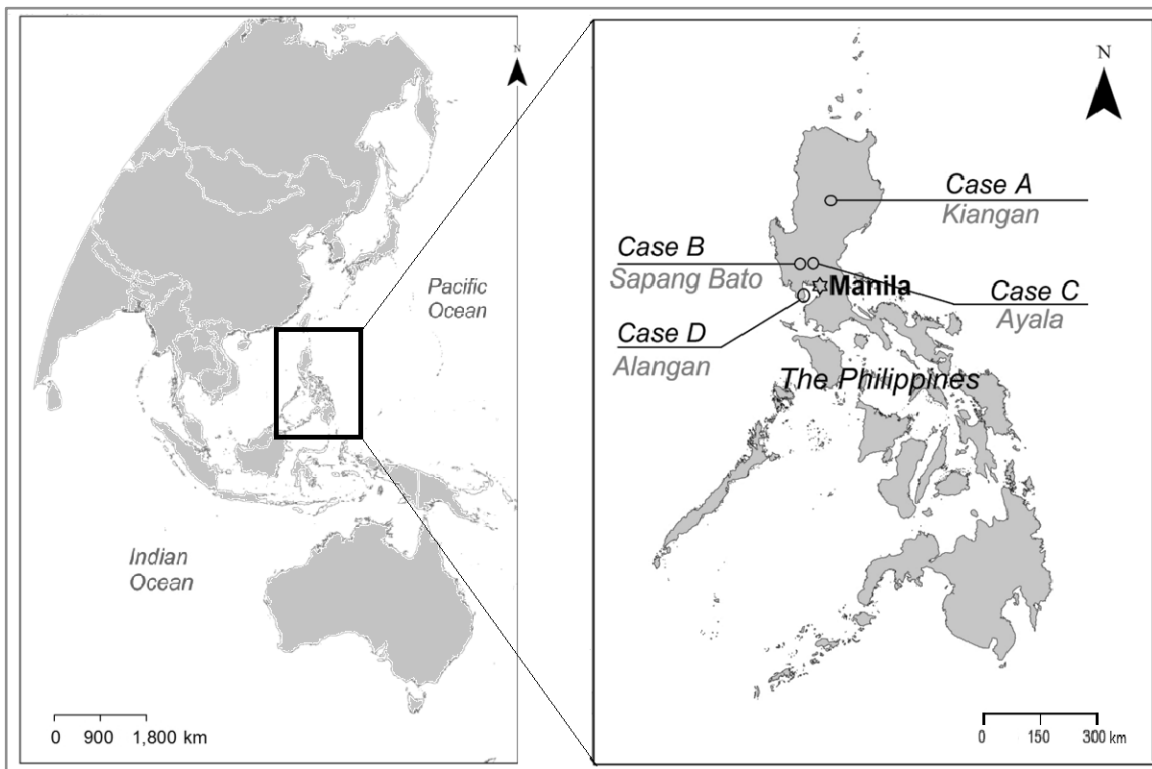 N
Pacific
Ocean
Indian
Ocean
0 900 1,800 km
N
Case A
Kiangan
Case B
Sapang Bato
Manila
Case C
Ayala
Case D
Alangan
The Philippines
0 150 300 km